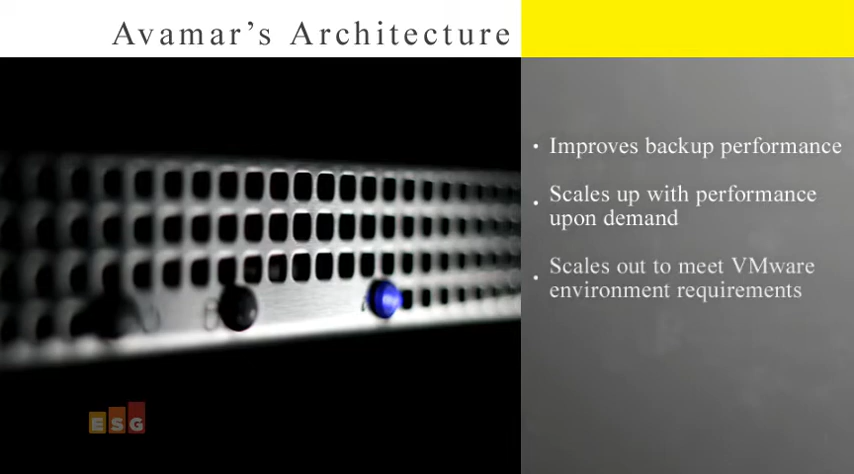 Avamar's Architecture
• Improves backup performance
• Scales up with performance
upon demand
• Scales out to meet VMware
environment requirements
ESG